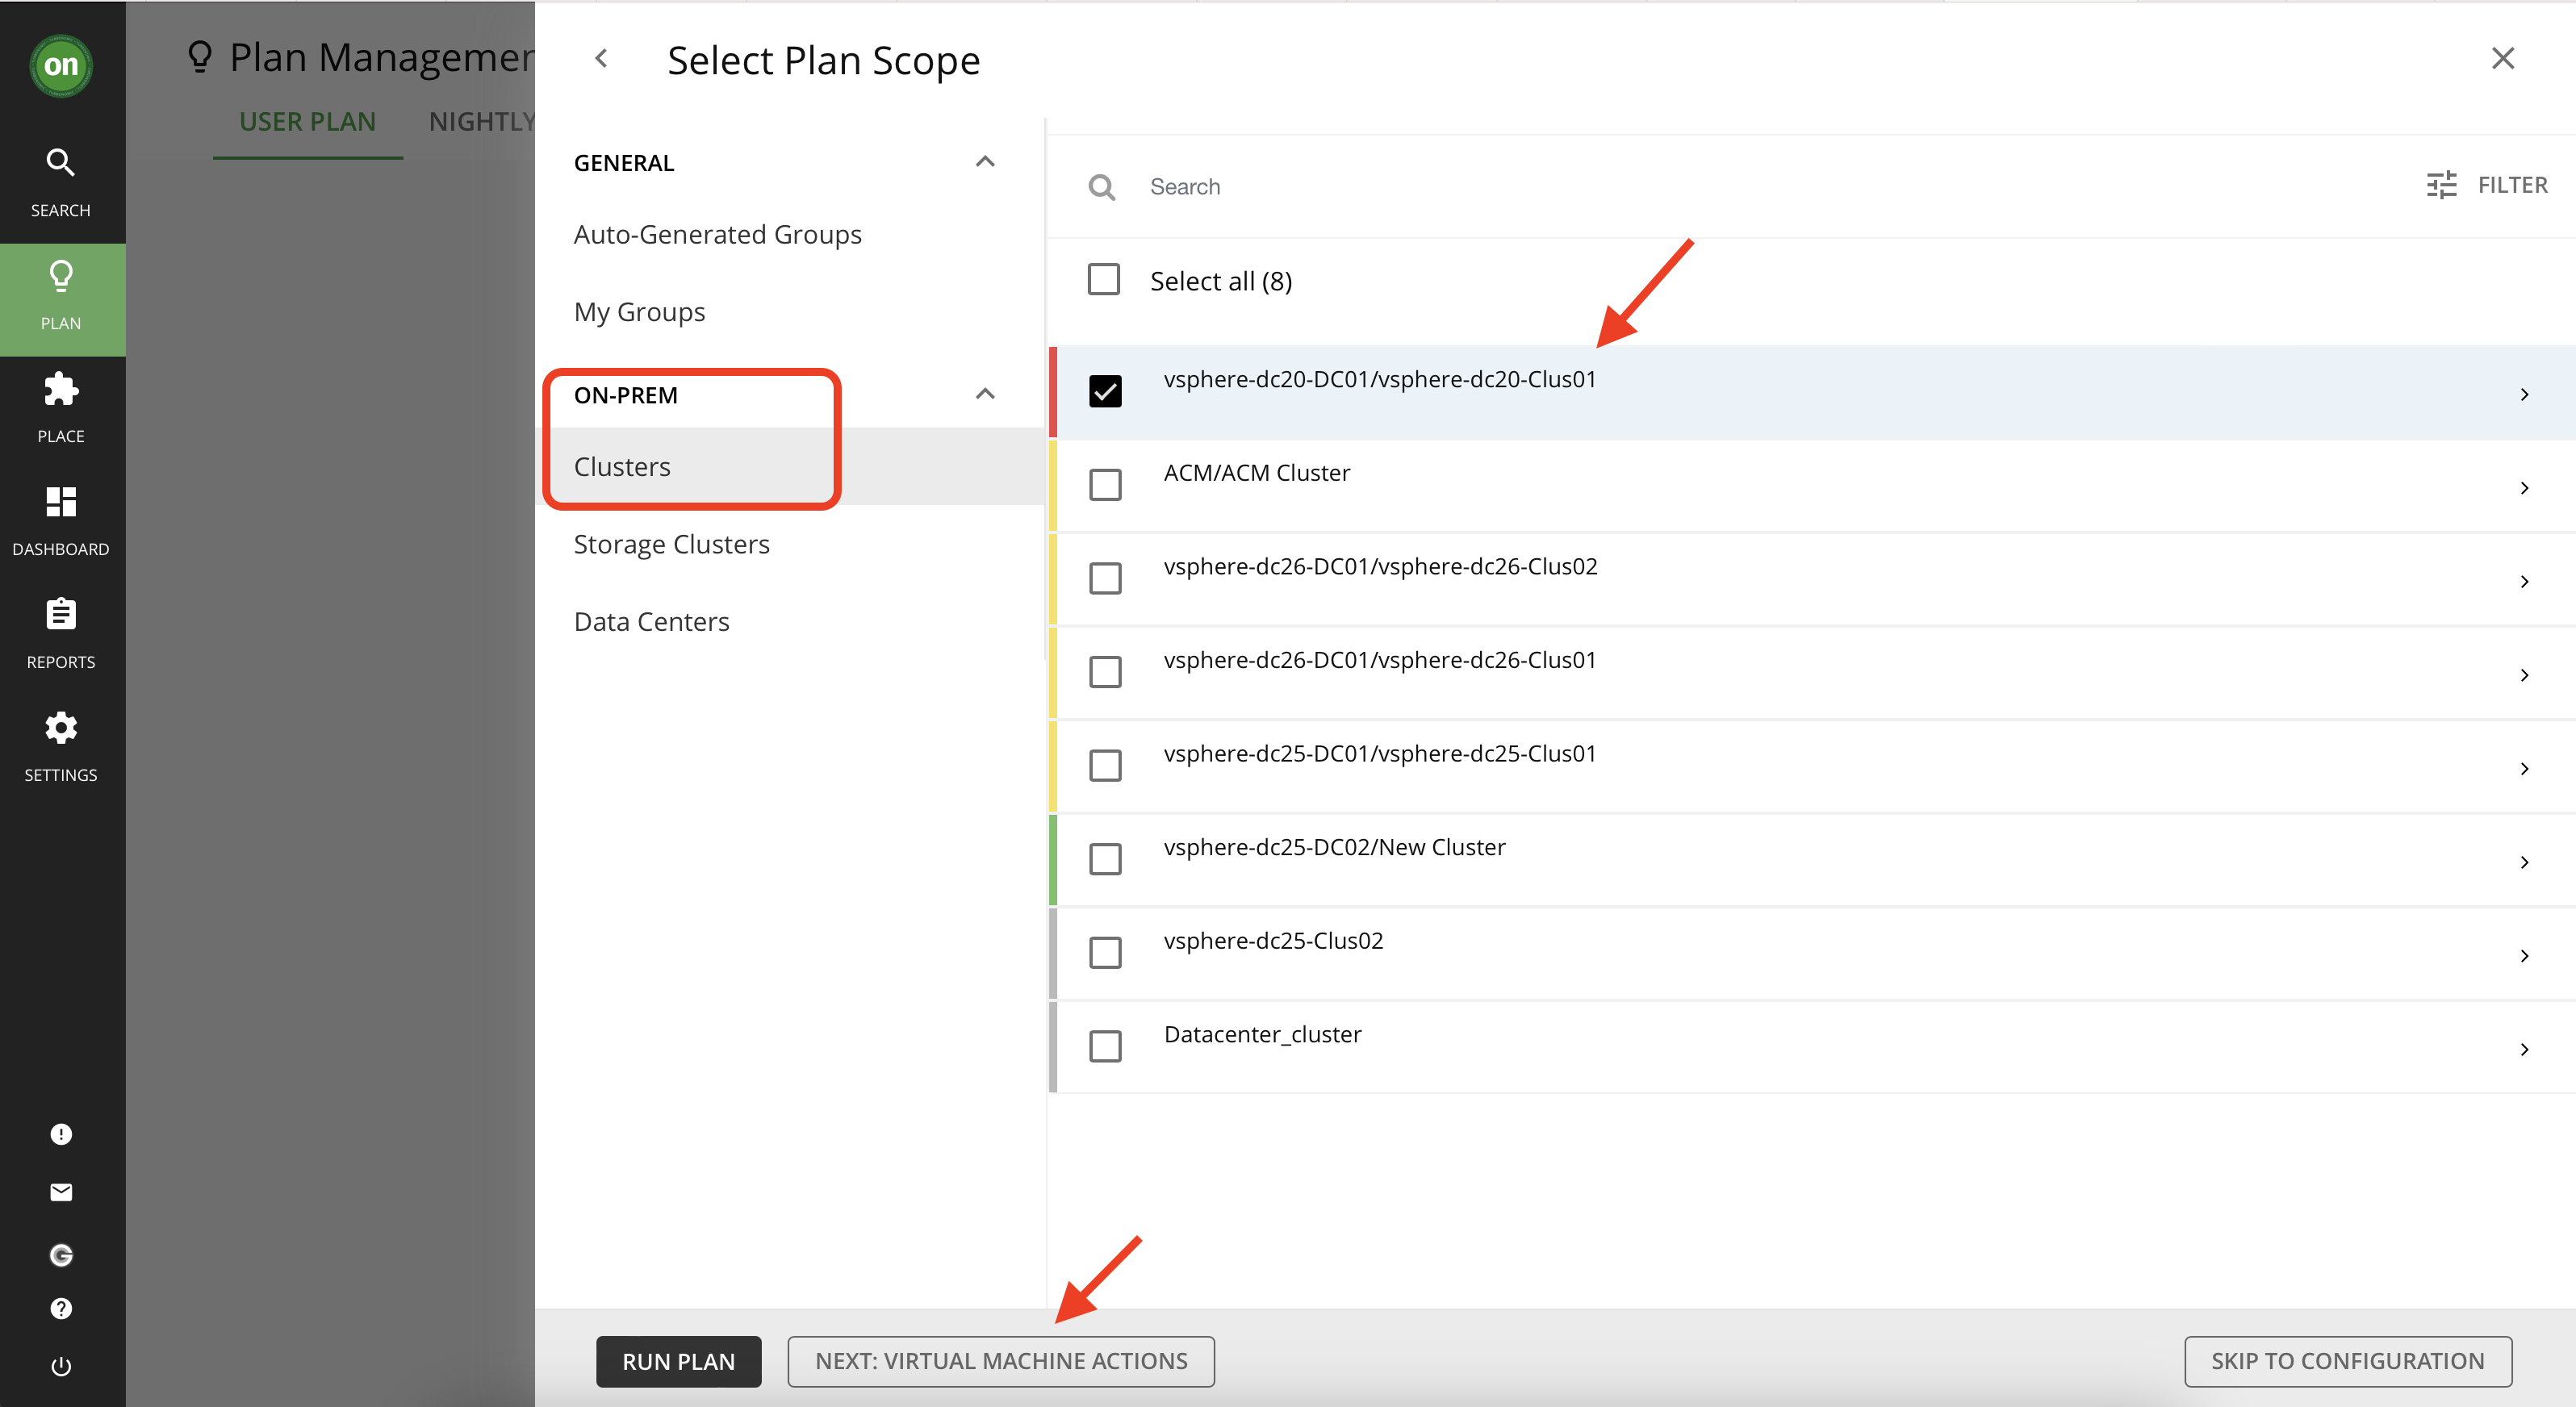 on
SEARCH
PLAN
PLACE
DASHBOARD
REPORTS
SETTINGS
Plan Managemen
USER PLAN
NIGHTLY
Select Plan Scope
GENERAL
Auto-Generated Groups
My Groups
ON-PREM
Clusters
Storage Clusters
Data Centers
Search
FILTER
Select all (8)
vsphere-dc20-DC01/vsphere-dc20-Clus01
ACM/ACM Cluster
vsphere-dc26-DC01/vsphere-dc26-Clus02
vsphere-dc26-DC01/vsphere-dc26-Clus01
vsphere-dc25-DC01/vsphere-dc25-Clus01
vsphere-dc25-DC02/New Cluster
vsphere-dc25-Clus02
Datacenter_cluster
RUN PLAN
NEXT: VIRTUAL MACHINE ACTIONS
SKIP TO CONFIGURATION